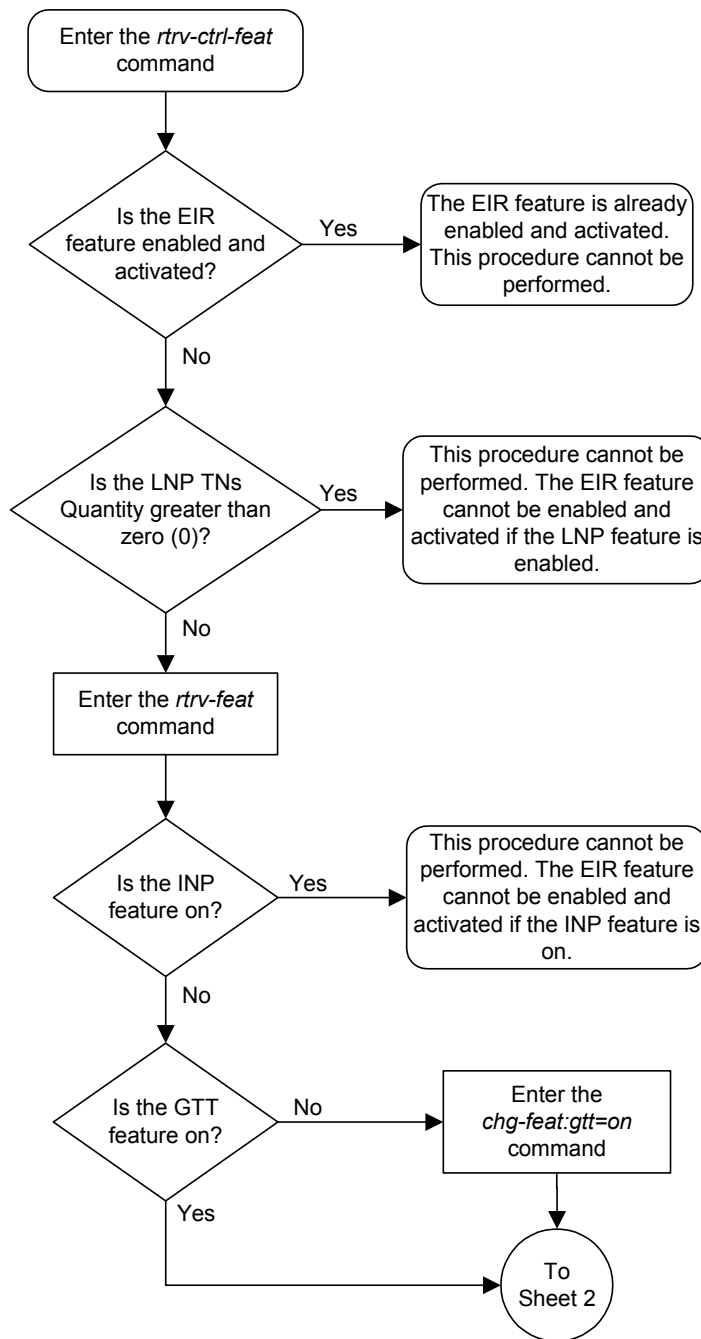 Enter the rtrv-ctrl-feat
command
Is the EIR
feature enabled and
activated?
Yes
The EIR feature is already
enabled and activated.
This procedure cannot be
performed.
No
Is the LNP TNs
Quantity greater than
zero (0)?
Yes
This procedure cannot be
performed. The EIR feature
cannot be enabled and
activated if the LNP feature is
enabled.
No
Enter the rtrv-feat
command
Is the INP
feature on?
Yes
This procedure cannot be
performed. The EIR feature
cannot be enabled and
activated if the INP feature is
on.
No
Is the GTT
feature on?
No
Enter the
chg-feat:gtt=on
command
Yes
To
Sheet 2